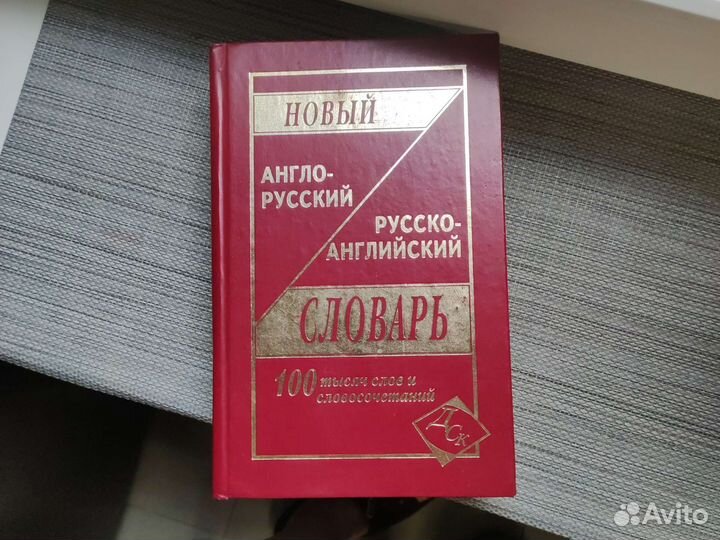 НОВЫЙ
АНГЛО-
РУССКИЙ
РУССКО-
АНГЛИЙСКИЙ
СЛОВАРЬ
100 тысяч слов и
словосочетаний
ДСК
Avito